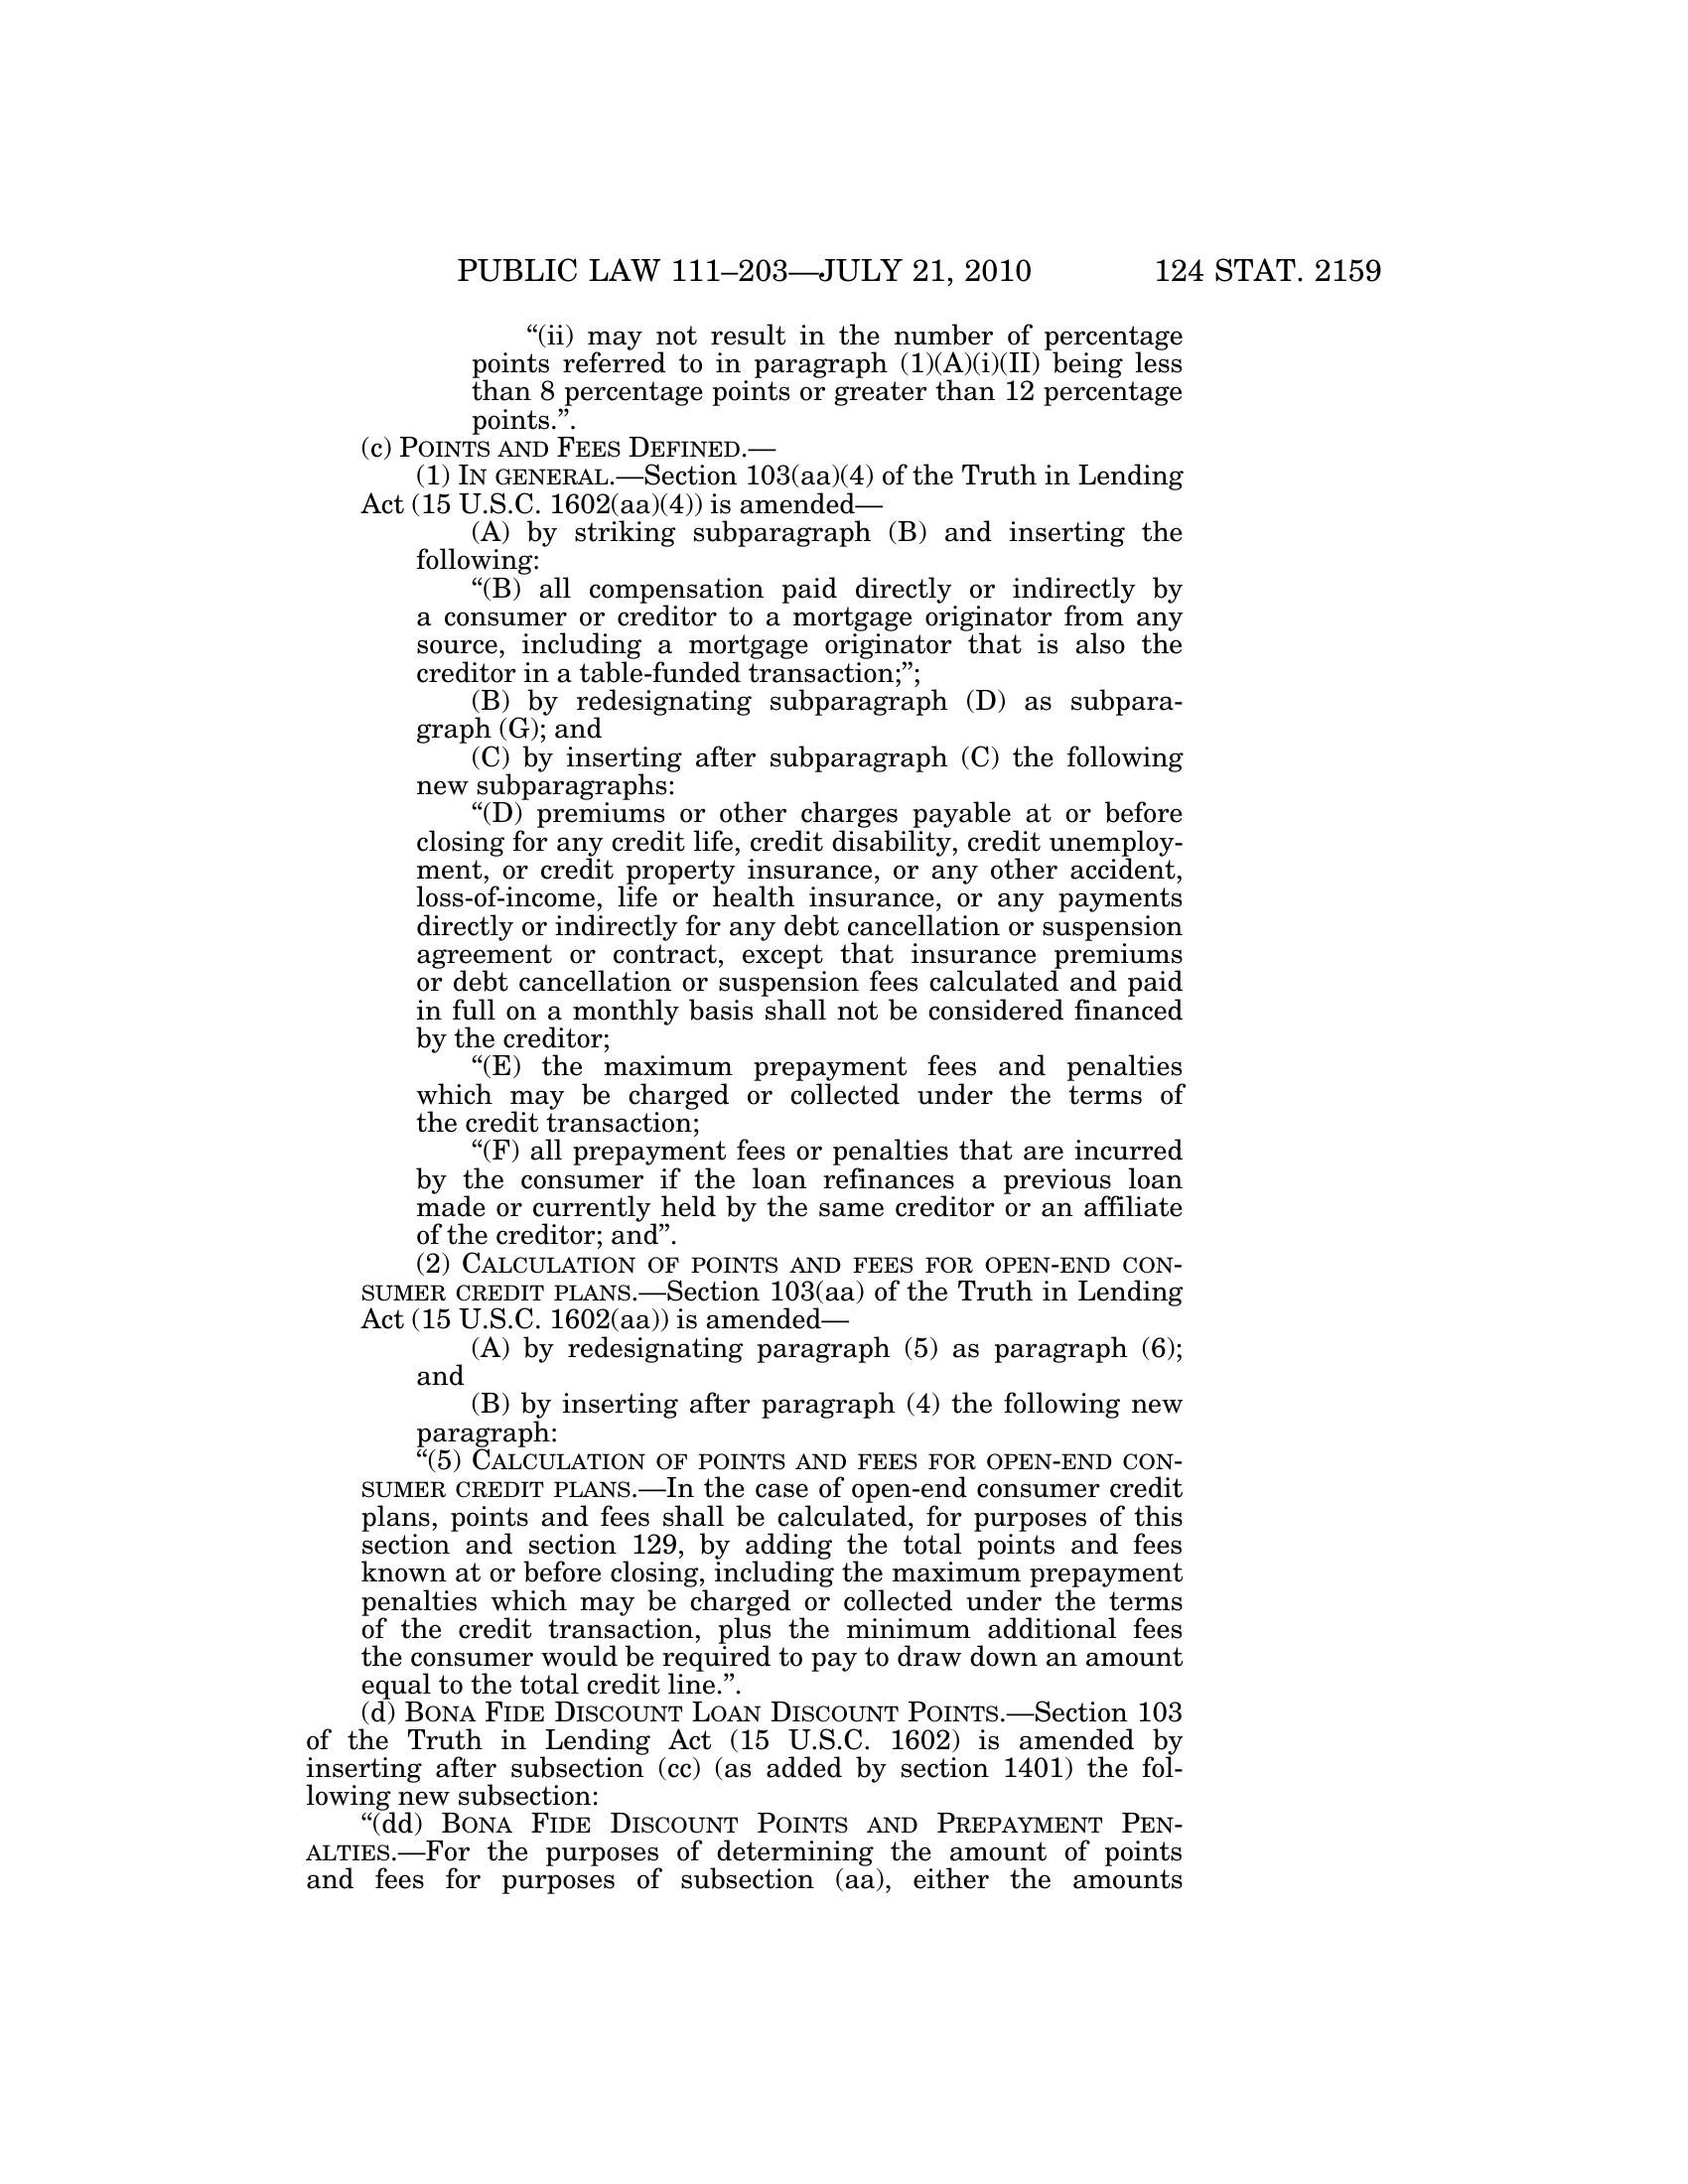 PUBLIC LAW 111–203—JULY 21, 2010 124 STAT. 2159
“(ii) may not result in the number of percentage
points referred to in paragraph (1)(A)(i)(II) being less
than 8 percentage points or greater than 12 percentage
points.”.
(c) POINTS AND FEES DEFINED.—
(1) IN GENERAL.—Section 103(aa)(4) of the Truth in Lending
Act (15 U.S.C. 1602(aa)(4)) is amended—
(A) by striking subparagraph (B) and inserting the
following:
“(B) all compensation paid directly or indirectly by
a consumer or creditor to a mortgage originator from any
source, including a mortgage originator that is also the
creditor in a table-funded transaction;”;
(B) by redesignating subparagraph (D) as subpara-
graph (G); and
(C) by inserting after subparagraph (C) the following
new subparagraphs:
“(D) premiums or other charges payable at or before
closing for any credit life, credit disability, credit unemploy-
ment, or credit property insurance, or any other accident,
loss-of-income, life or health insurance, or any payments
directly or indirectly for any debt cancellation or suspension
agreement or contract, except that insurance premiums
or debt cancellation or suspension fees calculated and paid
in full on a monthly basis shall not be considered financed
by the creditor;
“(E) the maximum prepayment fees and penalties
which may be charged or collected under the terms of
the credit transaction;
“(F) all prepayment fees or penalties that are incurred
by the consumer if the loan refinances a previous loan
made or currently held by the same creditor or an affiliate
of the creditor; and”.
(2) CALCULATION OF POINTS AND FEES FOR OPEN-END CON-
SUMER CREDIT PLANS.—Section 103(aa) of the Truth in Lending
Act (15 U.S.C. 1602(aa)) is amended—
(A) by redesignating paragraph (5) as paragraph (6);
and
(B) by inserting after paragraph (4) the following new
paragraph:
“(5) CALCULATION OF POINTS AND FEES FOR OPEN-END CON-
SUMER CREDIT PLANS.—In the case of open-end consumer credit
plans, points and fees shall be calculated, for purposes of this
section and section 129, by adding the total points and fees
known at or before closing, including the maximum prepayment
penalties which may be charged or collected under the terms
of the credit transaction, plus the minimum additional fees
the consumer would be required to pay to draw down an amount
equal to the total credit line.”.
(d) BONA FIDE DISCOUNT LOAN DISCOUNT POINTS.—Section 103
of the Truth in Lending Act (15 U.S.C. 1602) is amended by
inserting after subsection (cc) (as added by section 1401) the fol-
lowing new subsection:
“(dd) BONA FIDE DISCOUNT POINTS AND PREPAYMENT PEN-
ALTIES.—For the purposes of determining the amount of points
and fees for purposes of subsection (aa), either the amounts